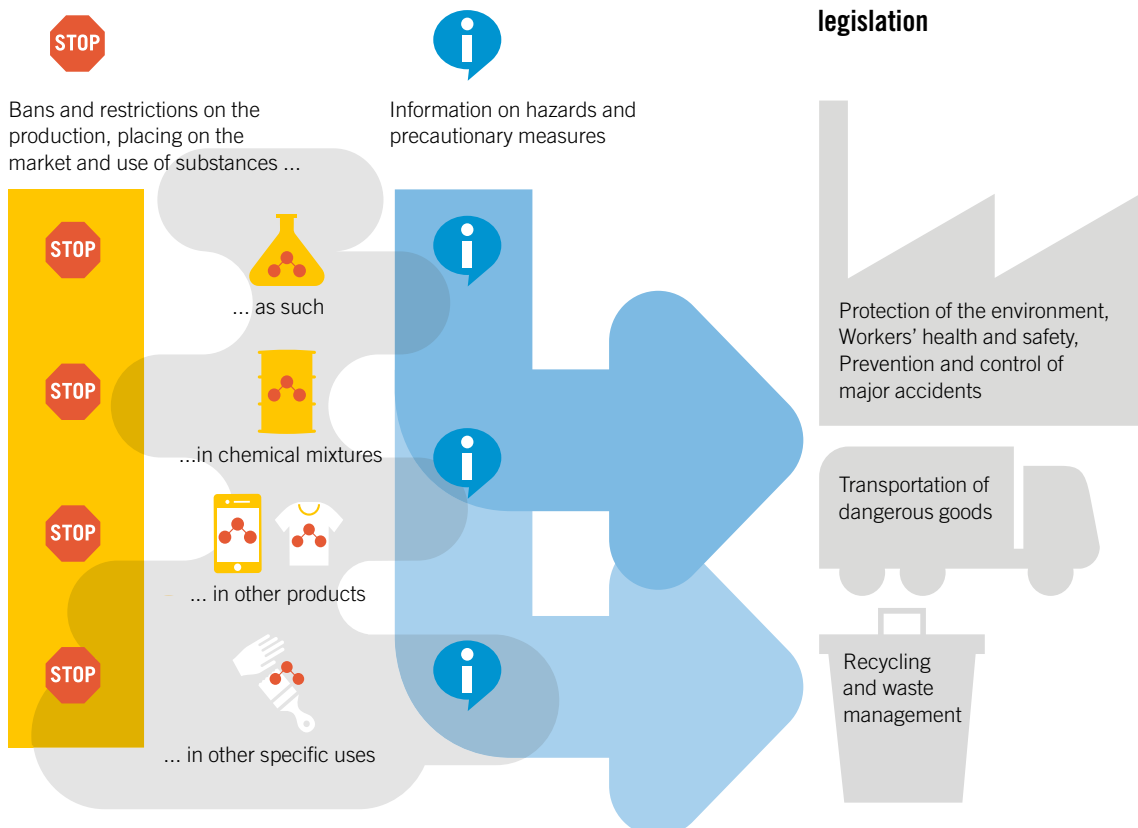 legislation
STOP
Bans and restrictions on the
production, placing on the
market and use of substances ...
i
Information on hazards and
precautionary measures
STOP
... as such
i
STOP
...in chemical mixtures
i
STOP
... in other products
STOP
... in other specific uses
i
Protection of the environment,
Workers’ health and safety,
Prevention and control of
major accidents
Transportation of
dangerous goods
Recycling
and waste
management